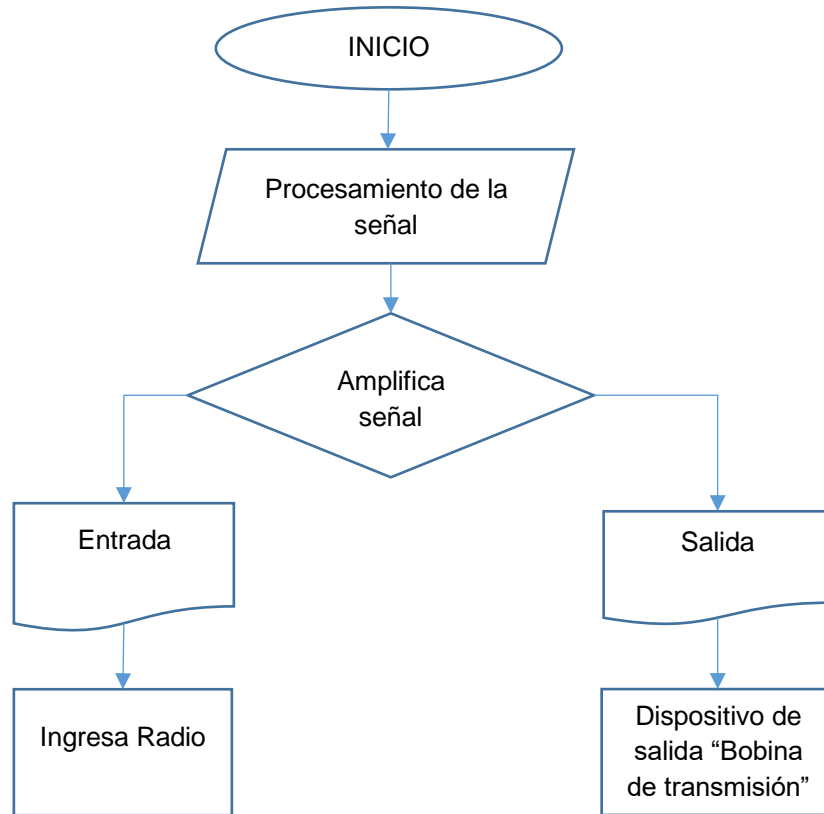 INICIO
Procesamiento de la
señal
Amplifica
señal
Entrada
Salida
Ingresa Radio
Dispositivo de
salida “Bobina
de transmisión”